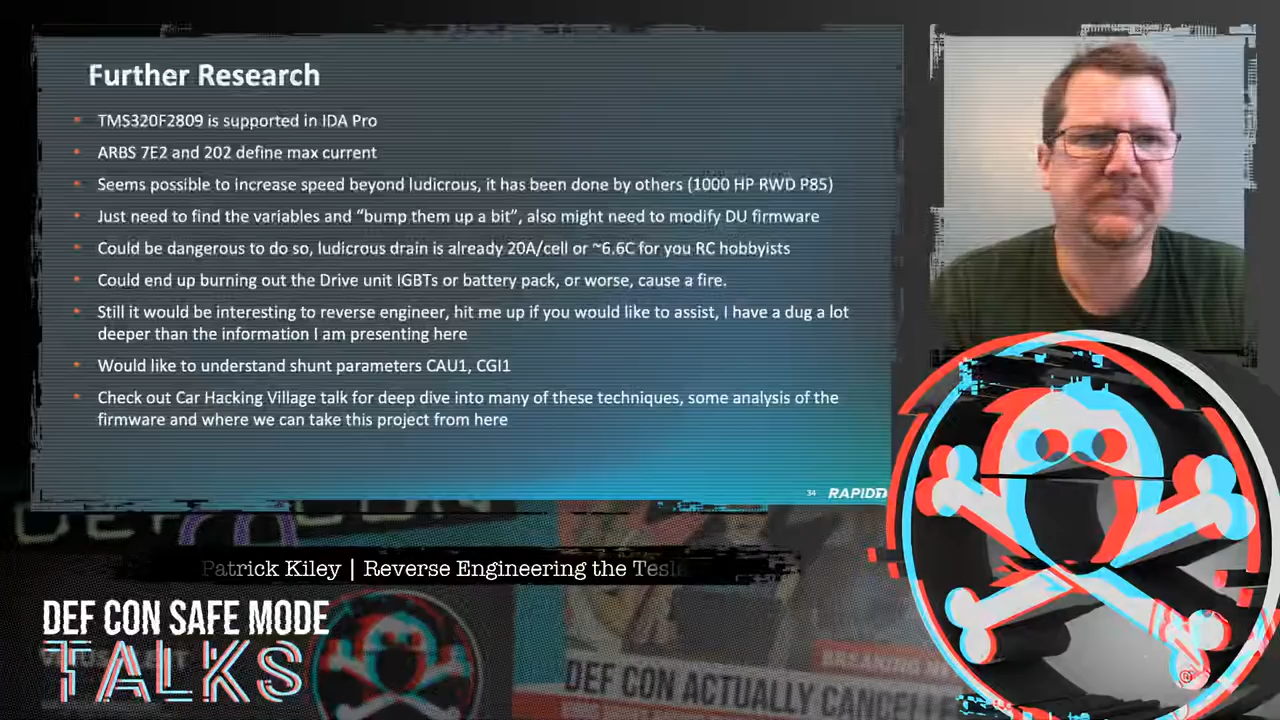 Further Research
TMS320F2809 is supported in IDA Pro
ARBS 7E2 and 202 define max current
Seems possible to increase speed beyond ludicrous, it has been done by others (1000 HP RWD P85)
Just need to find the variables and “bump them up a bit”, also might need to modify DU firmware
Could be dangerous to do so, ludicrous drain is already 20A/cell or ~6.6C for you RC hobbyists
Could end up burning out the Drive unit IGBTs or battery pack, or worse, cause a fire.
Still it would be interesting to reverse engineer, hit me up if you would like to assist, I have a dug a lot
deeper than the information I am presenting here
Would like to understand shunt parameters CAU1, CGI1
Check out Car Hacking Village talk for deep dive into many of these techniques, some analysis of the
firmware and where we can take this project from here
34
RAPID7
DEF CON
Patrick Kiley | Reverse Engineering the Tesl
DEF CON SAFE MODE
TALKS
BREAKING
DEF CON ACTUALLY CANCELLE